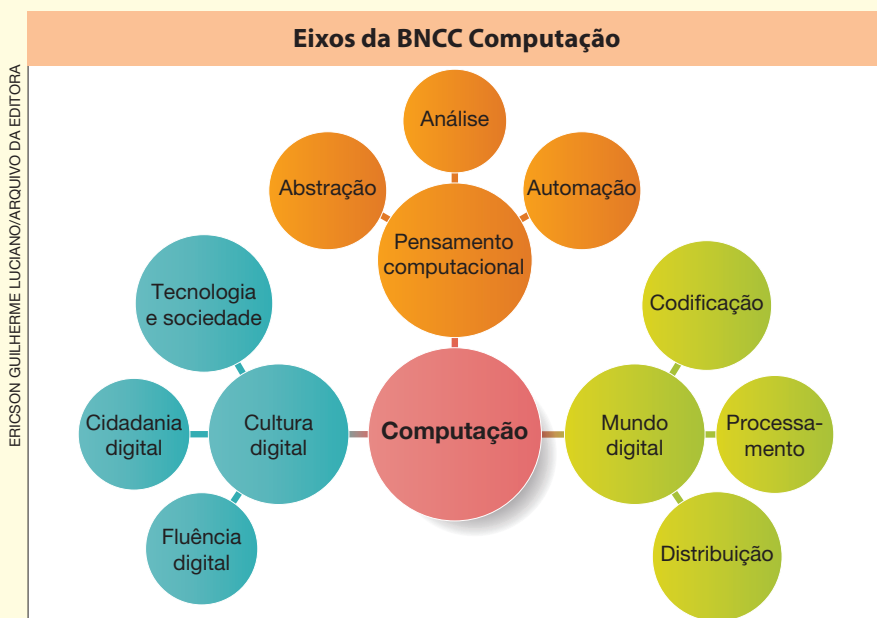 Eixos da BNCC Computação
ERICSON GUILHERME LUCIANO/ARQUIVO DA EDITORA
Análise
Abstração
Automação
Pensamento
computacional
Tecnologia
e sociedade
Codificação
Cidadania
digital
Cultura
digital
Computação
Mundo
digital
Processa-
mento
Fluência
digital
Distribuição